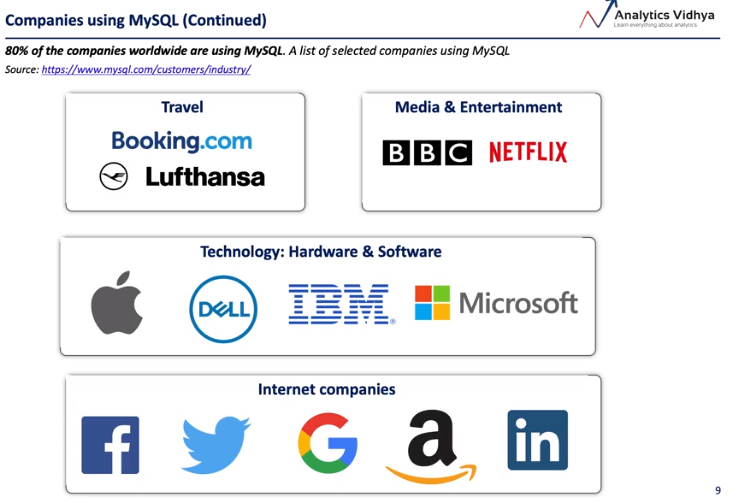 Companies using MySQL (Continued)
Analytics Vidhya
Learn everything about analytics
80% of the companies worldwide are using MySQL. A list of selected companies using MySQL
Source: https://www.mysql.com/customers/industry/
Travel
Booking.com
Lufthansa
Media & Entertainment
BBC NETFLIX
Technology: Hardware & Software
DELL IBM® Microsoft
Internet companies
f G a in
9